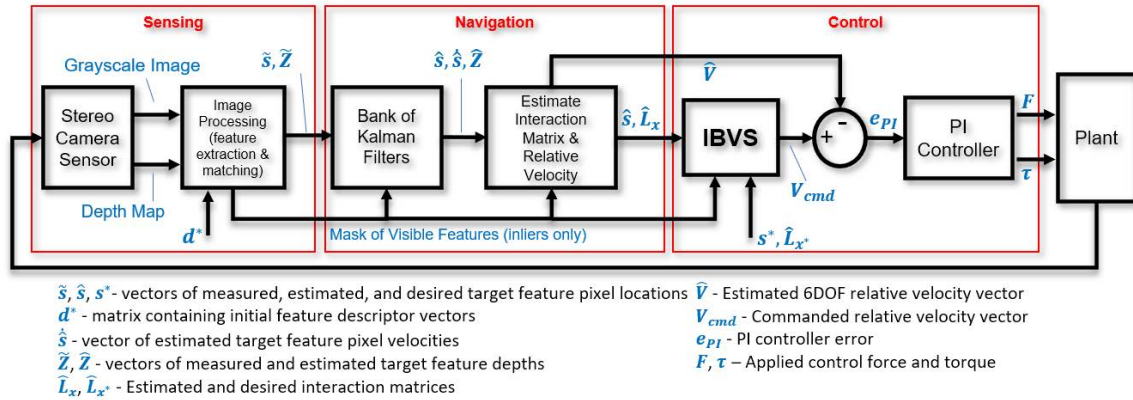 Sensing
Navigation
Control
Grayscale Image
s̃, Z̃
ŝ, ŝ̇, Ẑ
V̂
Stereo
Camera
Sensor
Image
Processing
(feature
extraction &
matching)
Bank of
Kalman
Filters
Estimate
Interaction
Matrix &
Relative
Velocity
ŝ, L̂ₓ
IBVS
+ -
e_PI
PI
Controller
F
τ
Plant
Depth Map
V_cmd
d*
Mask of Visible Features (inliers only)
s*, L̂ₓ*
s̃, ŝ, s* - vectors of measured, estimated, and desired target feature pixel locations
d* - matrix containing initial feature descriptor vectors
ŝ̇ - vector of estimated target feature pixel velocities
Z̃, Ẑ - vectors of measured and estimated target feature depths
L̂ₓ, L̂ₓ* - Estimated and desired interaction matrices
V̂ - Estimated 6DOF relative velocity vector
V_cmd - Commanded relative velocity vector
e_PI - PI controller error
F, τ – Applied control force and torque